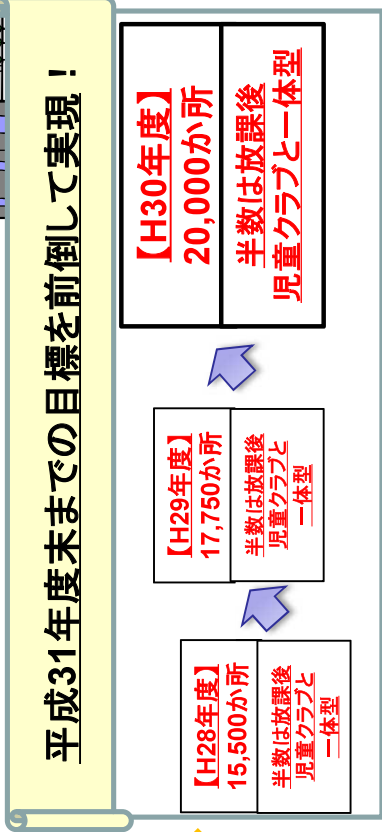 平成31年度末までの目標を前倒して実現！
【H28年度】
15,500か所
半数は放課後
児童クラブと
一体型
【H29年度】
17,750か所
半数は放課後
児童クラブと
一体型
【H30年度】
20,000か所
半数は放課後
児童クラブと一体型